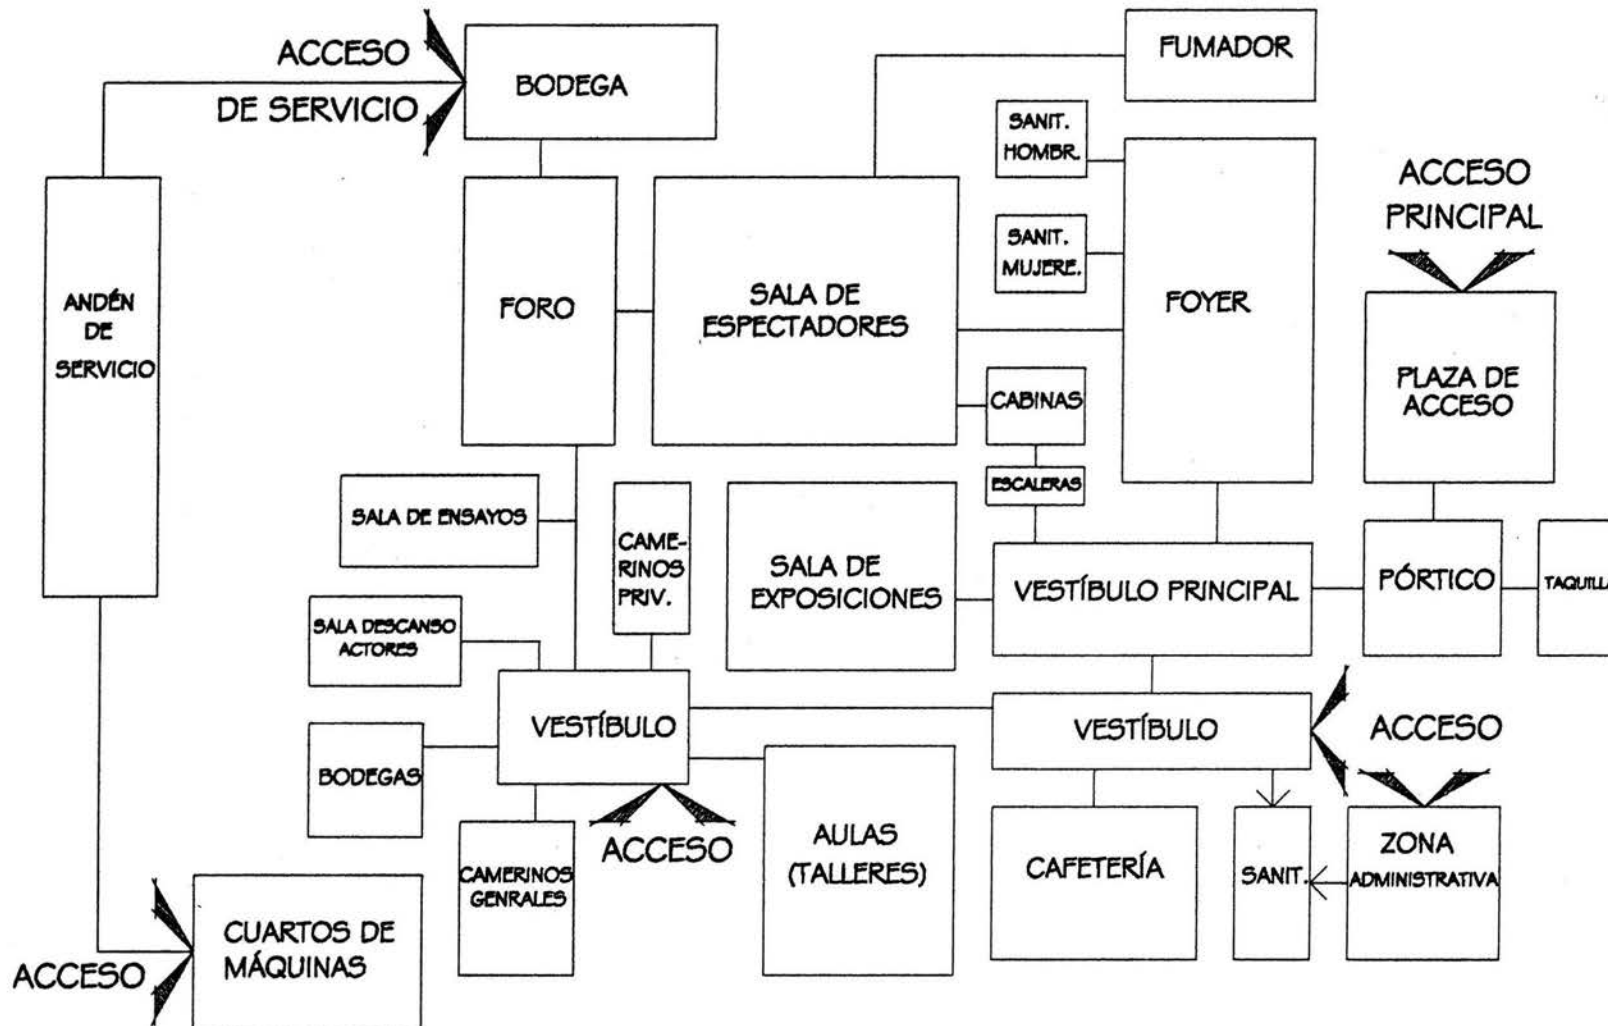 ACCESO
DE SERVICIO
BODEGA
FUMADOR
SANIT.
HOMBR.
SANIT.
MUJERE.
FOYER
ACCESO
PRINCIPAL
ANDÉN
DE
SERVICIO
FORO
SALA DE
ESPECTADORES
CABINAS
ESCALERAS
PLAZA DE
ACCESO
SALA DE ENSAYOS
CAME-
RINOS
PRIV.
SALA DE
EXPOSICIONES
VESTÍBULO PRINCIPAL
PÓRTICO
TAQUILLA
SALA DESCANSO
ACTORES
VESTÍBULO
VESTÍBULO
ACCESO
BODEGAS
CAMERINOS
GENRALES
ACCESO
AULAS
(TALLERES)
CAFETERÍA
SANIT.
ZONA
ADMINISTRATIVA
CUARTOS DE
MÁQUINAS
ACCESO